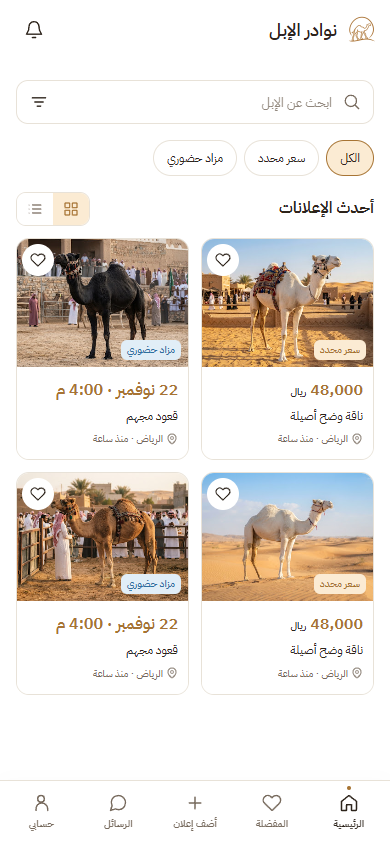 نوادر الإبل
ابحث عن الإبل
الكل
سعر محدد
مزاد حضوري
أحدث الإعلانات
سعر محدد
48,000 ريال
ناقة وضح أصيلة
الرياض · منذ ساعة
مزاد حضوري
22 نوفمبر · 4:00 م
قعود مجهم
الرياض · منذ ساعة
سعر محدد
48,000 ريال
ناقة وضح أصيلة
الرياض · منذ ساعة
مزاد حضوري
22 نوفمبر · 4:00 م
قعود مجهم
الرياض · منذ ساعة
الرئيسية
المفضلة
أضف إعلان
الرسائل
حسابي